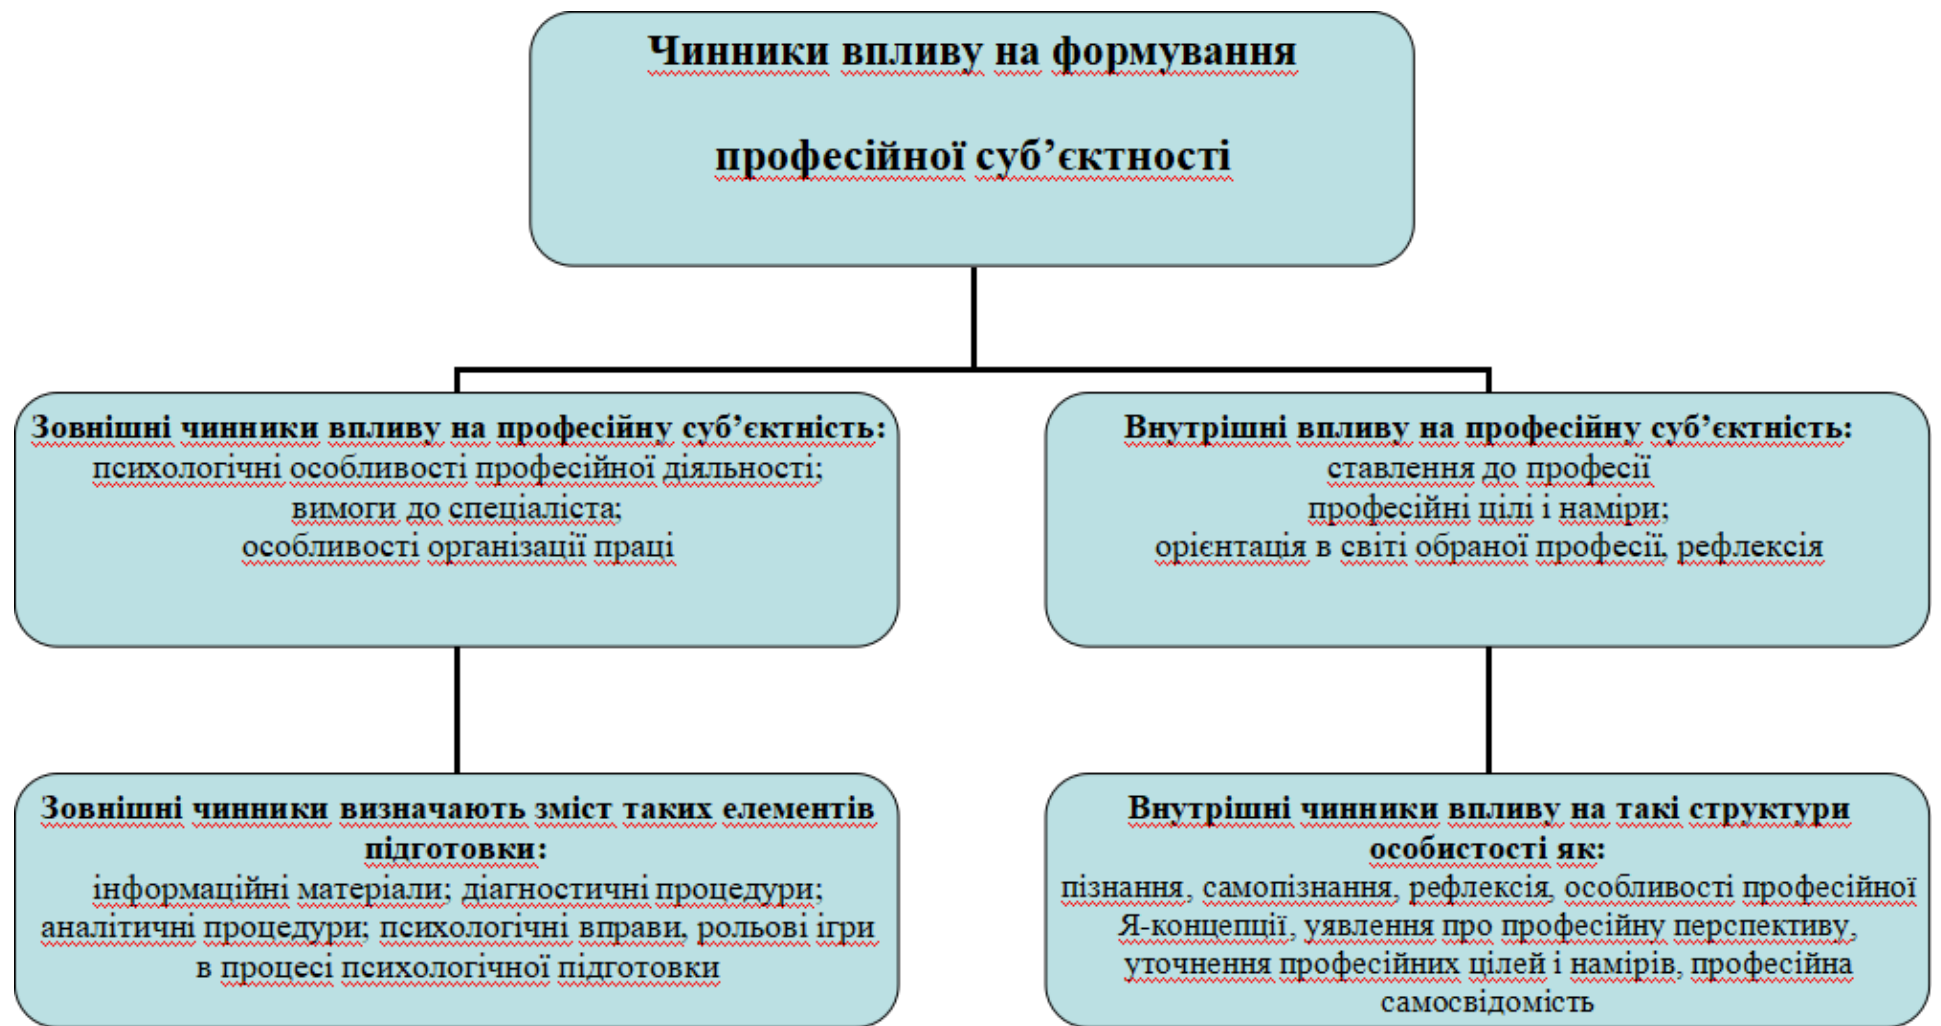 Чинники впливу на формування
професійної суб’єктності
Зовнішні чинники впливу на професійну суб’єктність:
психологічні особливості професійної діяльності;
вимоги до спеціаліста;
особливості організації праці
Внутрішні впливу на професійну суб’єктність:
ставлення до професії
професійні цілі і наміри;
орієнтація в світі обраної професії, рефлексія
Зовнішні чинники визначають зміст таких елементів
підготовки:
інформаційні матеріали; діагностичні процедури;
аналітичні процедури; психологічні вправи, рольові ігри
в процесі психологічної підготовки
Внутрішні чинники впливу на такі структури
особистості як:
пізнання, самопізнання, рефлексія, особливості професійної
Я-концепції, уявлення про професійну перспективу,
уточнення професійних цілей і намірів, професійна
самосвідомість